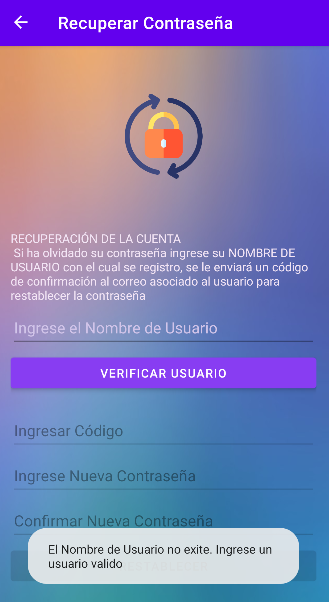 Recuperar Contraseña
RECUPERACIÓN DE LA CUENTA
Si ha olvidado su contraseña ingrese su NOMBRE DE
USUARIO con el cual se registro, se le enviará un código
de confirmación al correo asociado al usuario para
restablecer la contraseña
Ingrese el Nombre de Usuario
VERIFICAR USUARIO
Ingresar Código
Ingrese Nueva Contraseña
Confirmar Nueva Contraseña
El Nombre de Usuario no exite. Ingrese un
usuario valido